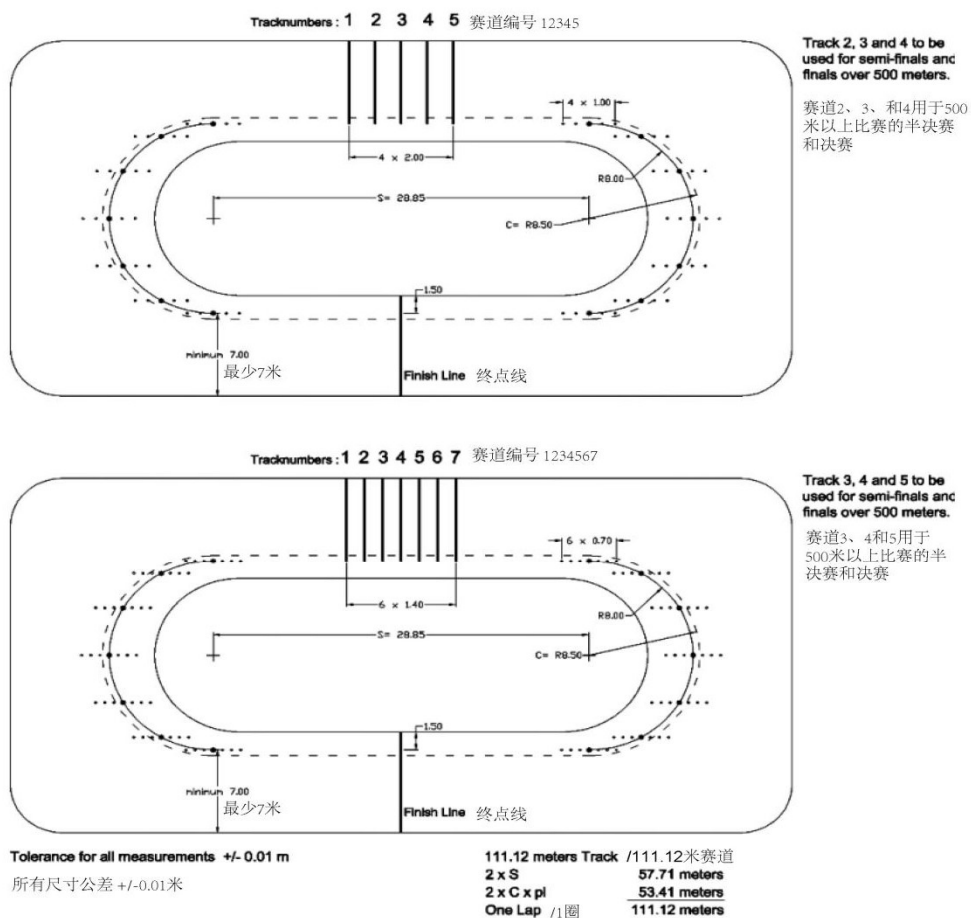 Tracknumbers : 1 2 3 4 5 赛道编号 12345
Track 2, 3 and 4 to be
used for semi-finals and
finals over 500 meters.
赛道2、3、和4用于500
米以上比赛的半决赛
和决赛
4 × 1.00
4 × 2.00
R8.00
S= 28.85
C= R8.50
1.50
minimum 7.00
最少7米
Finish Line 终点线
Tracknumbers : 1 2 3 4 5 6 7 赛道编号 1234567
Track 3, 4 and 5 to be
used for semi-finals and
finals over 500 meters.
赛道3、4和5用于
500米以上比赛的半
决赛和决赛
6 × 0.70
6 × 1.40
R8.00
S= 28.85
C= R8.50
1.50
minimum 7.00
最少7米
Finish Line 终点线
Tolerance for all measurements +/- 0.01 m
所有尺寸公差 +/-0.01米
111.12 meters Track /111.12米赛道
2 x S 57.71 meters
2 x C x pi 53.41 meters
One Lap /1圈 111.12 meters